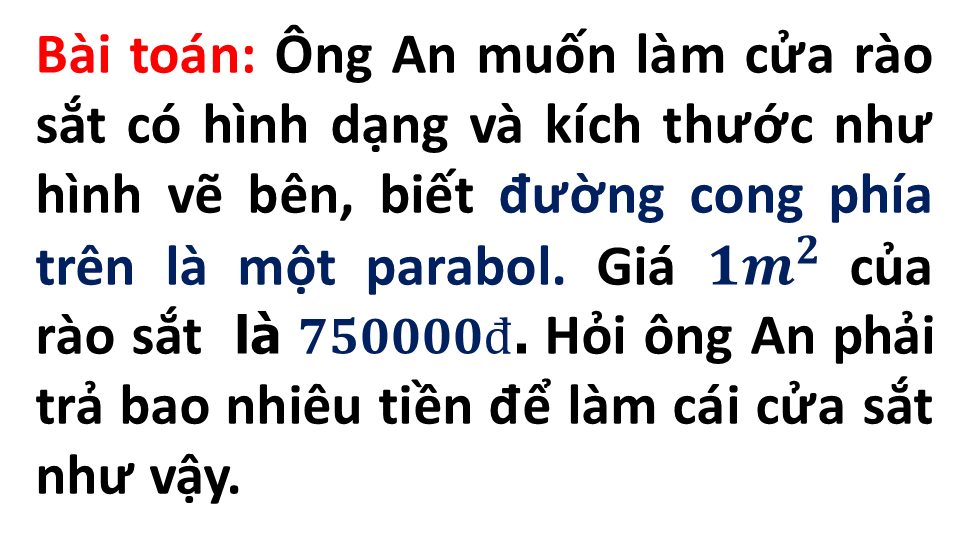 Bài toán: Ông An muốn làm cửa rào
sắt có hình dạng và kích thước như
hình vẽ bên, biết đường cong phía
trên là một parabol. Giá 1m² của
rào sắt là 750000đ. Hỏi ông An phải
trả bao nhiêu tiền để làm cái cửa sắt
như vậy.